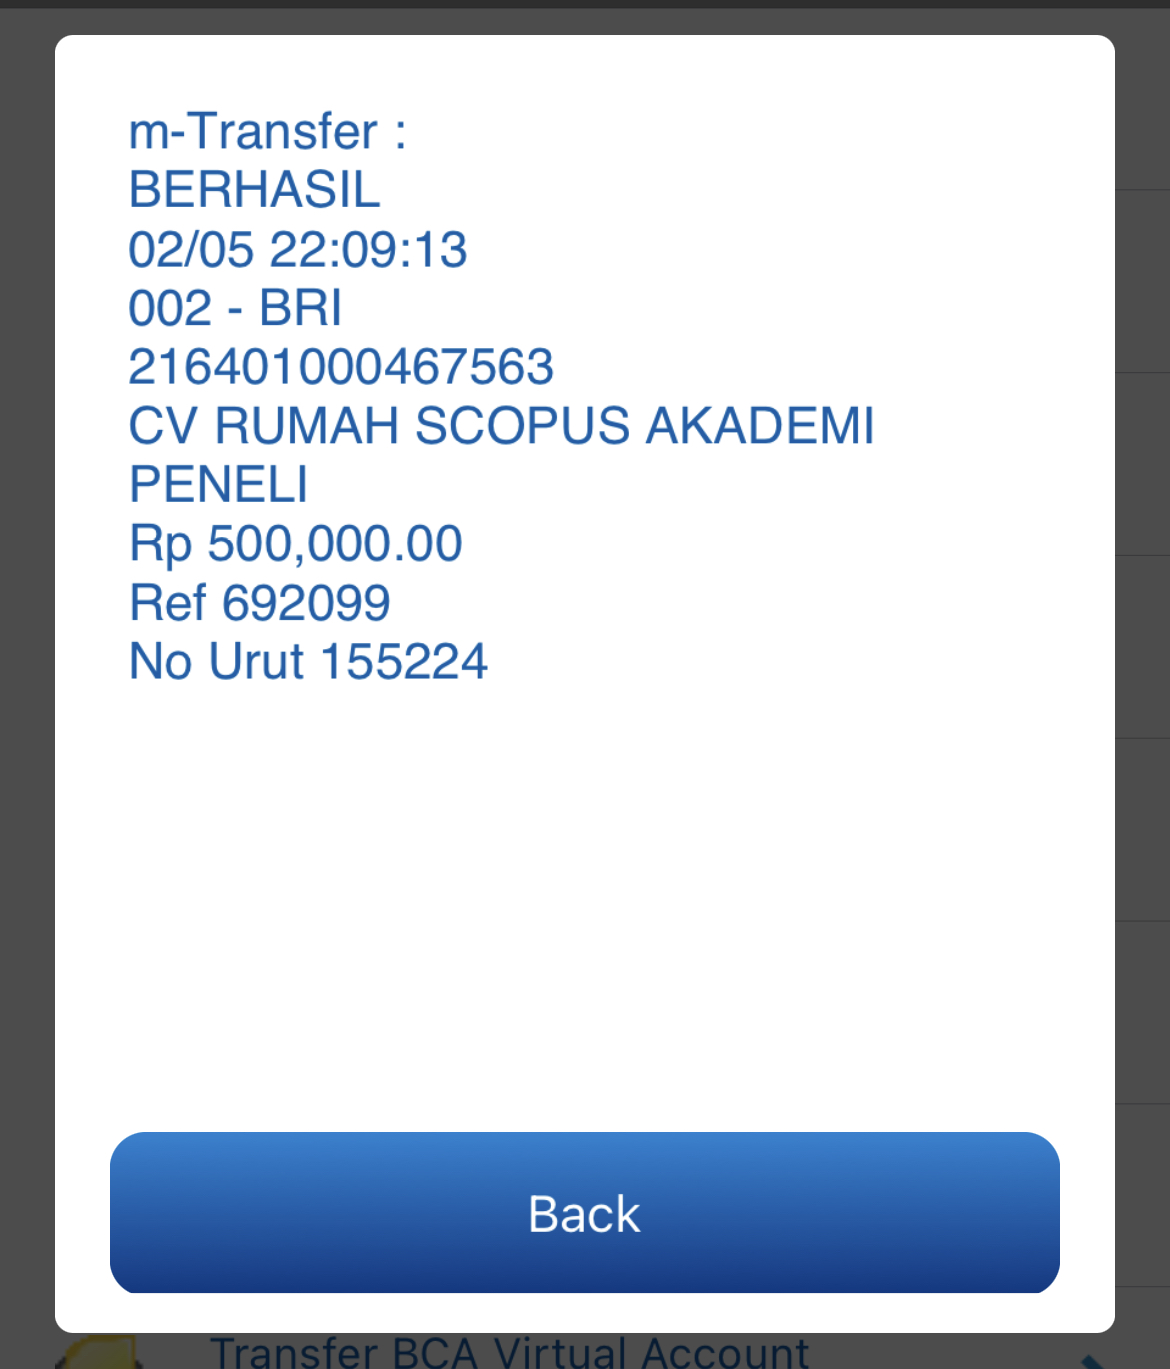 m-Transfer :
BERHASIL
02/05 22:09:13
002 - BRI
216401000467563
CV RUMAH SCOPUS AKADEMI
PENELI
Rp 500,000.00
Ref 692099
No Urut 155224
Back
Transfer BCA Virtual Account